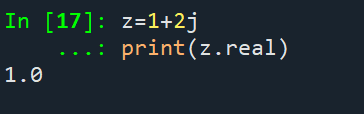 In [17]: z=1+2j
    ...: print(z.real)
1.0